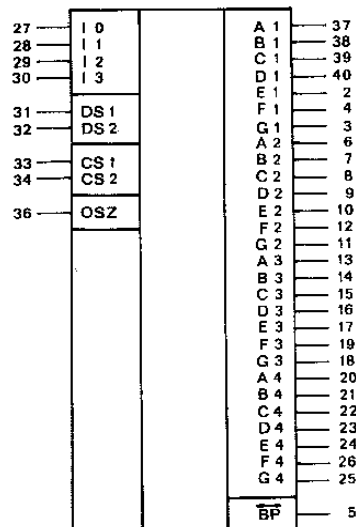 27 I 0
28 I 1
29 I 2
30 I 3
31 DS 1
32 DS 2
33 CS 1
34 CS 2
36 OSZ
A 1 37
B 1 38
C 1 39
D 1 40
E 1 2
F 1 4
G 1 3
A 2 6
B 2 7
C 2 8
D 2 9
E 2 10
F 2 12
G 2 11
A 3 13
B 3 14
C 3 15
D 3 16
E 3 17
F 3 19
G 3 18
A 4 20
B 4 21
C 4 22
D 4 23
E 4 24
F 4 26
G 4 25
BP 5